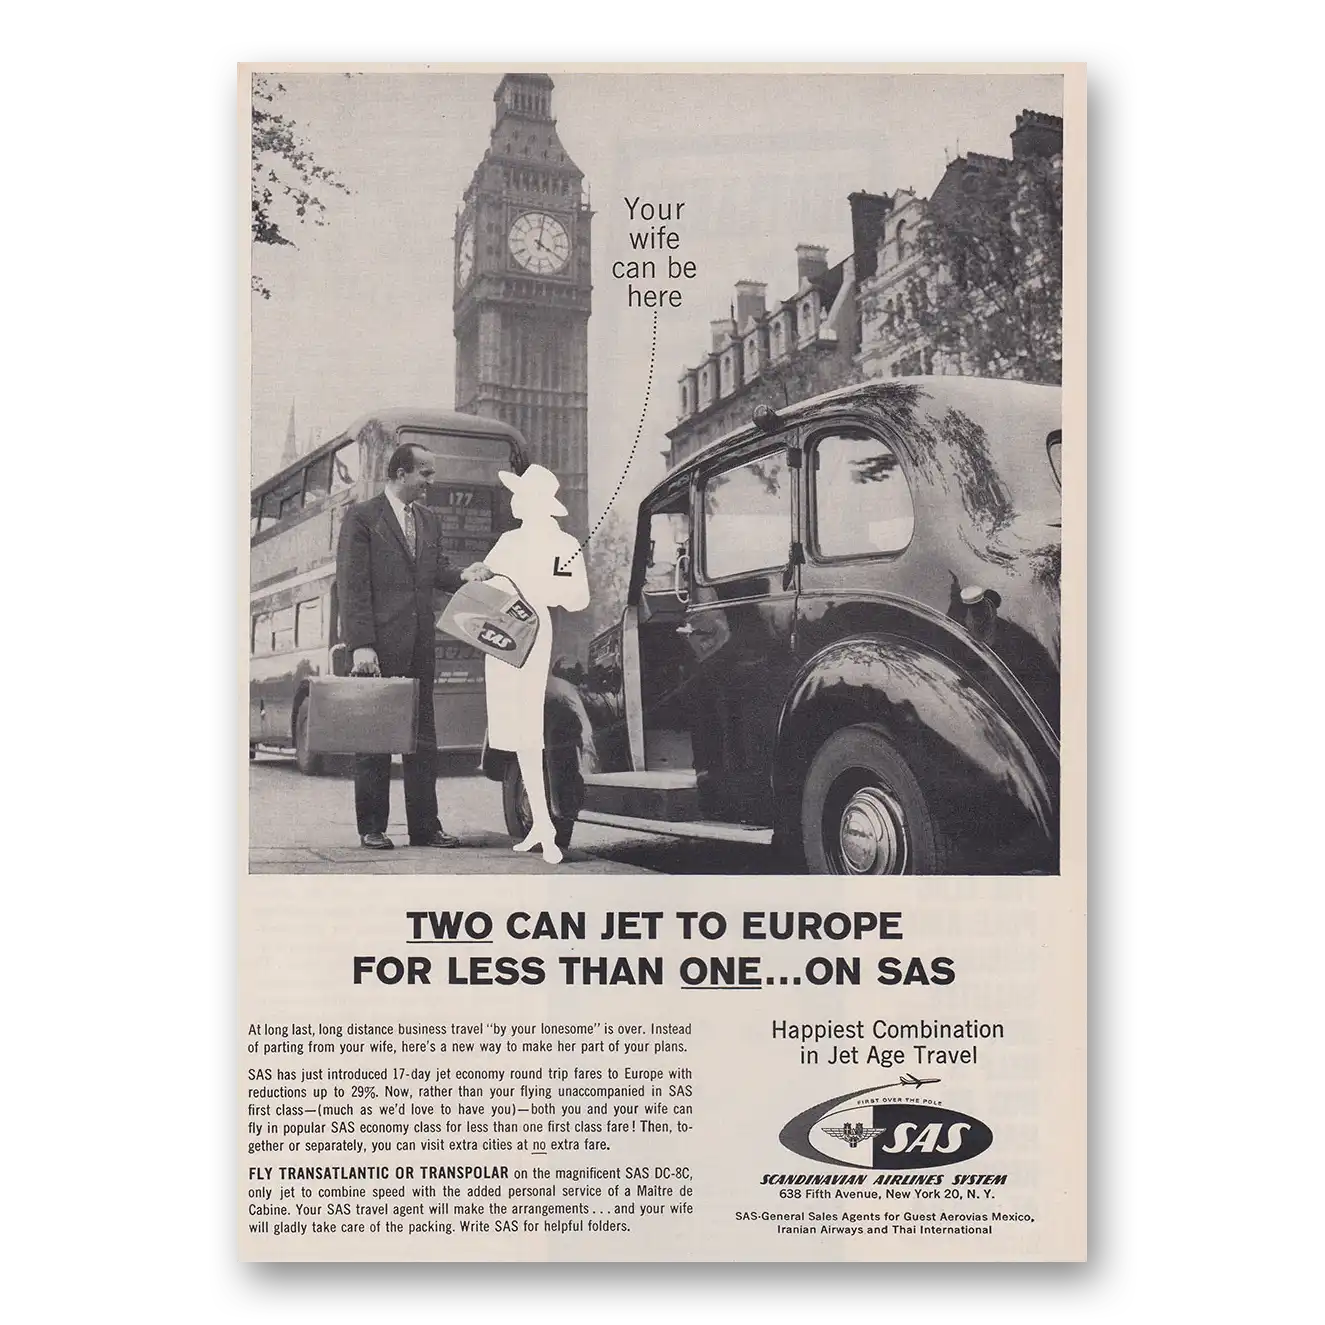 Your
wife
can be
here
177
SAS
SAS
TWO CAN JET TO EUROPE
FOR LESS THAN ONE...ON SAS
At long last, long distance business travel "by your lonesome" is over. Instead
of parting from your wife, here's a new way to make her part of your plans.
SAS has just introduced 17-day jet economy round trip fares to Europe with
reductions up to 29%. Now, rather than your flying unaccompanied in SAS
first class—(much as we'd love to have you)—both you and your wife can
fly in popular SAS economy class for less than one first class fare! Then, to-
gether or separately, you can visit extra cities at no extra fare.
FLY TRANSATLANTIC OR TRANSPOLAR on the magnificent SAS DC-8C,
only jet to combine speed with the added personal service of a Maître de
Cabine. Your SAS travel agent will make the arrangements . . . and your wife
will gladly take care of the packing. Write SAS for helpful folders.
Happiest Combination
in Jet Age Travel
FIRST OVER THE POLE
SAS
SCANDINAVIAN AIRLINES SYSTEM
638 Fifth Avenue, New York 20, N. Y.
SAS-General Sales Agents for Guest Aerovias Mexico,
Iranian Airways and Thai International